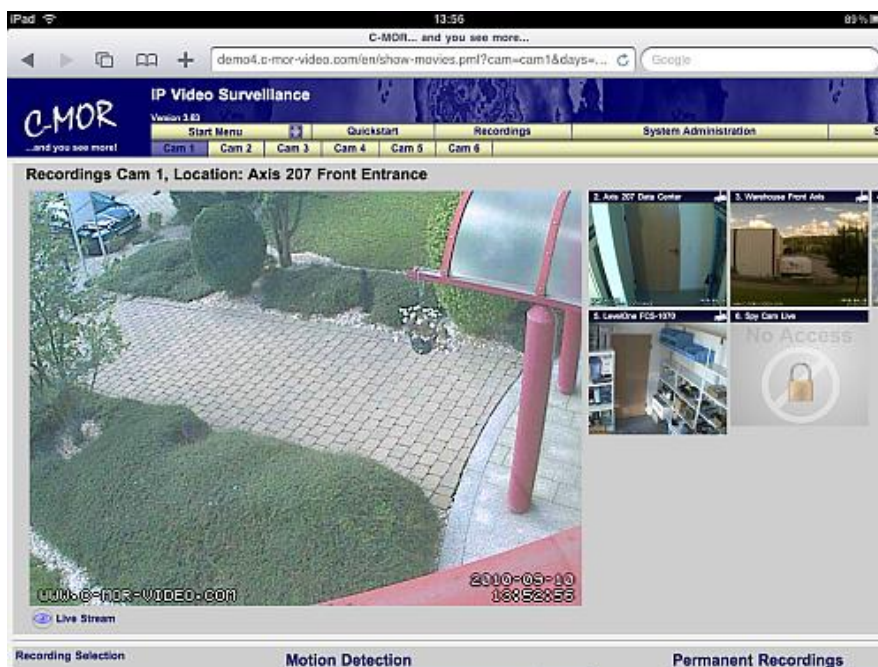 iPad 13:56 89%
C-MOR... and you see more...
demo4.c-mor-video.com/en/show-movies.pml?cam=cam1&days=... Google
IP Video Surveillance
C-MOR
Version 3.63
Start Menu Quickstart Recordings System Administration S
...and you see more! Cam 1 Cam 2 Cam 3 Cam 4 Cam 5 Cam 6
Recordings Cam 1, Location: Axis 207 Front Entrance
2. Axis 207 Data Center 3. Warehouse Front Axis
5. LevelOne FCS-1070 6. Spy Cam Live
No Access
WWW.C-MOR-VIDEO.COM 2010-09-10
13:52:55
Live Stream
Recording Selection Motion Detection Permanent Recordings